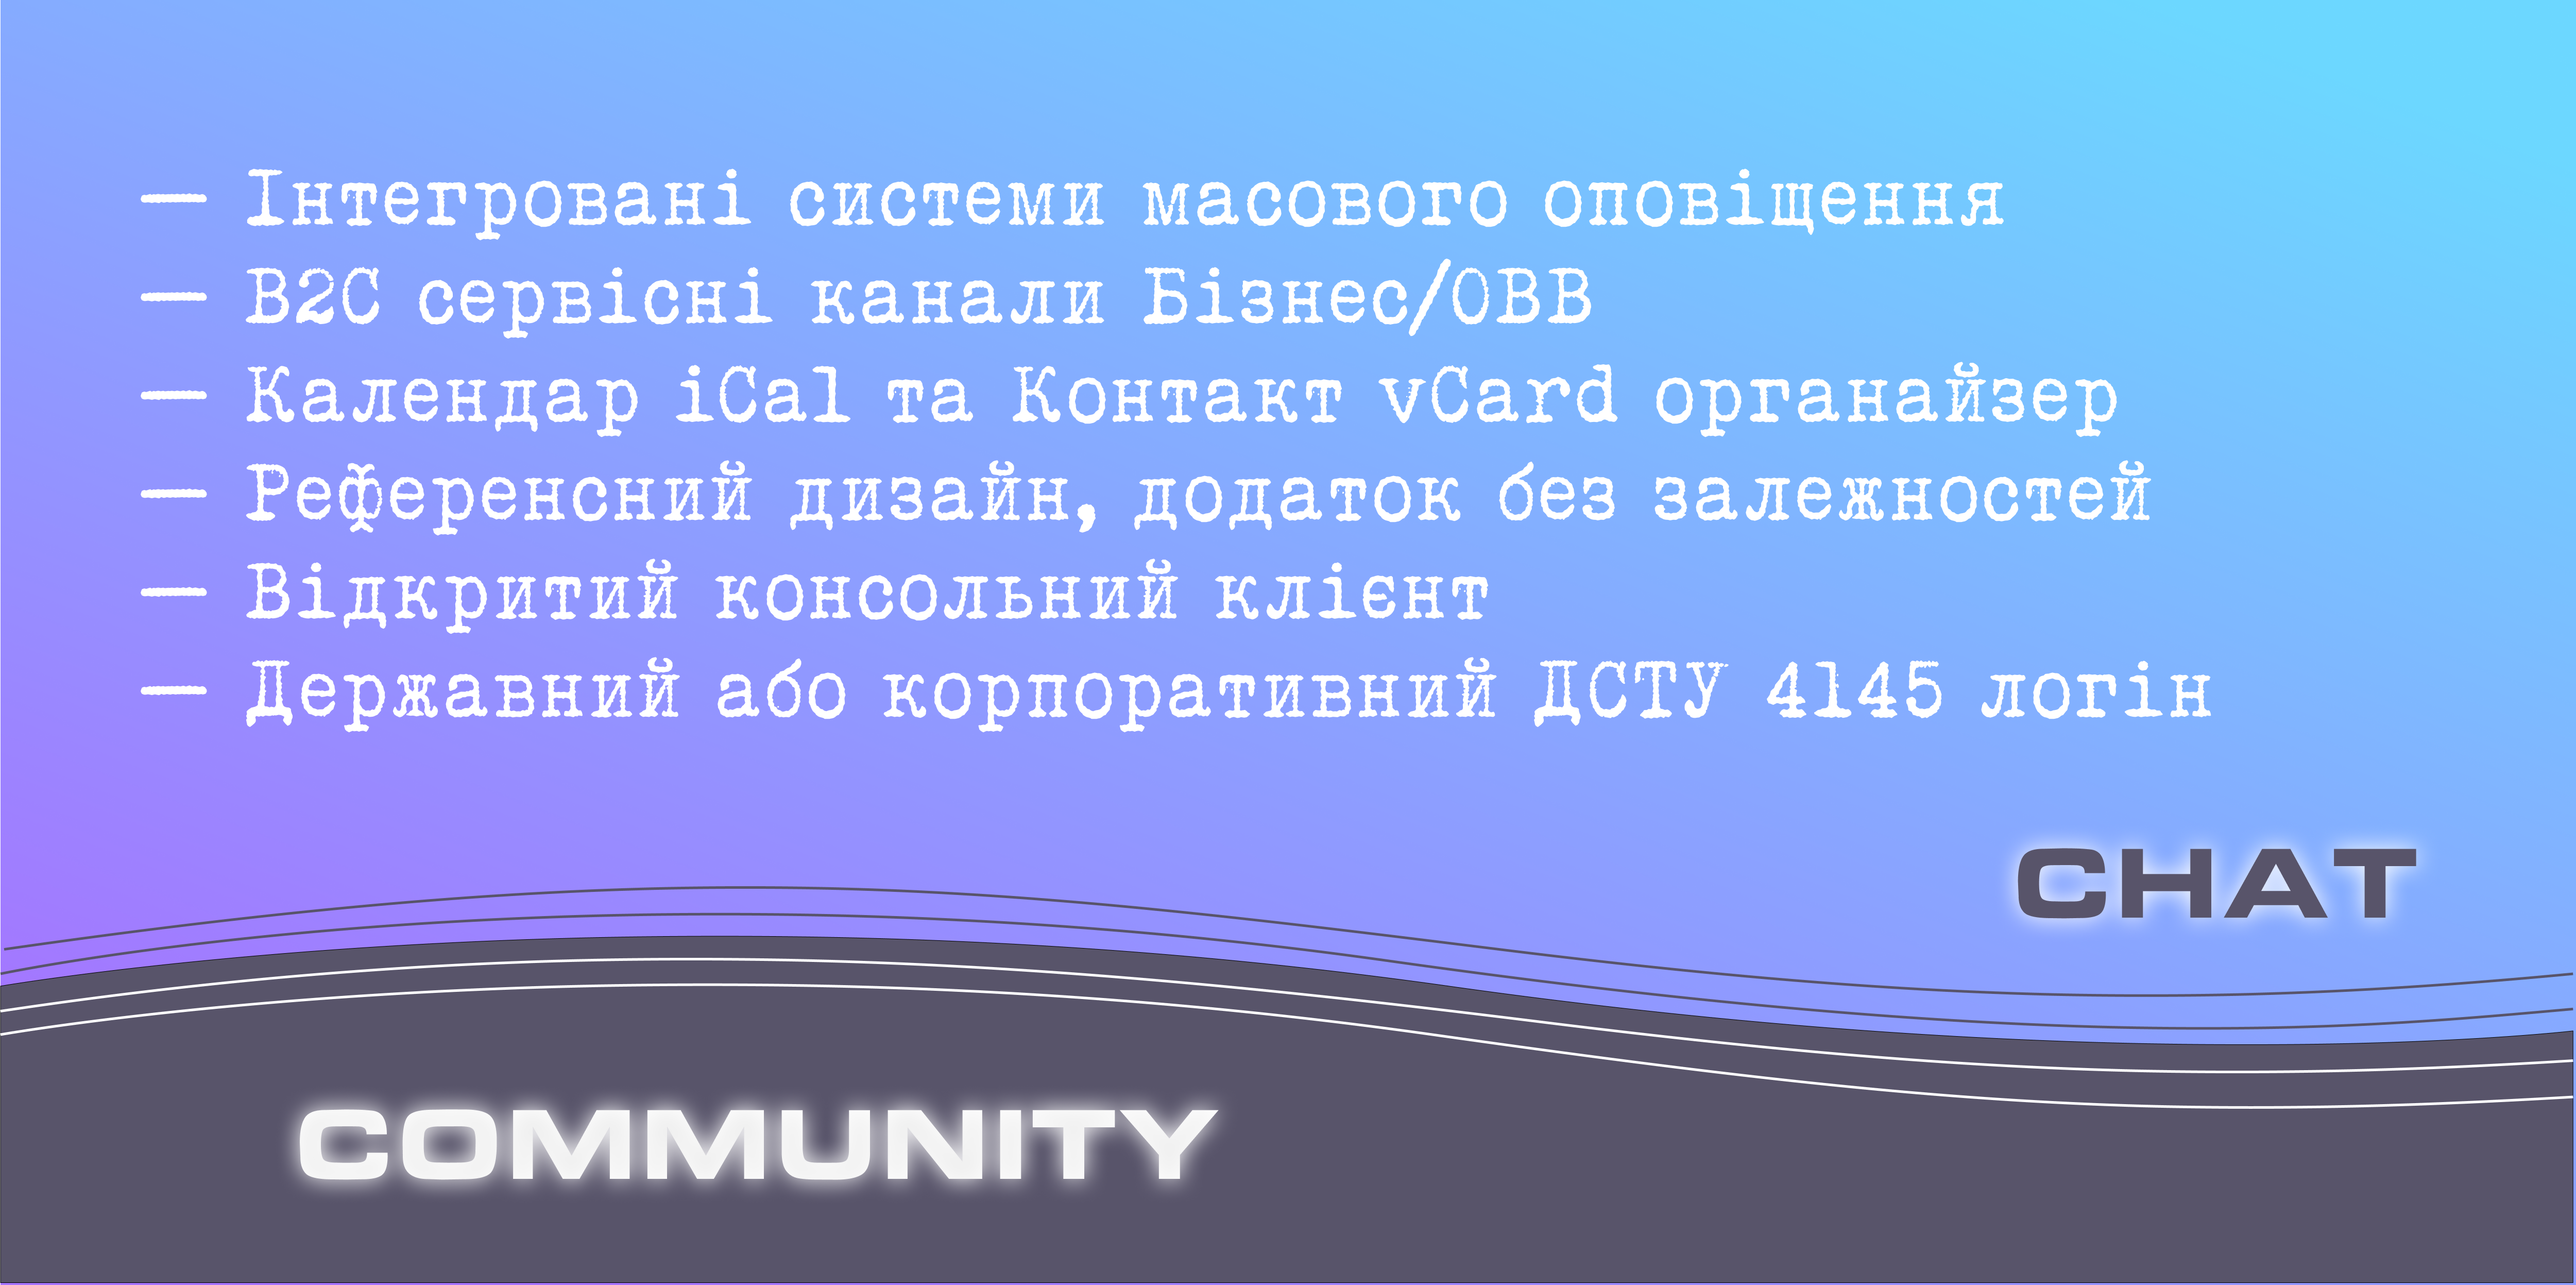 — Інтегровані системи масового оповіщення
— B2C сервісні канали Бізнес/ОВВ
— Календар iCal та Контакт vCard органайзер
— Референсний дизайн, додаток без залежностей
— Відкритий консольний клієнт
— Державний або корпоративний ДСТУ 4145 логін
CHAT
COMMUNITY